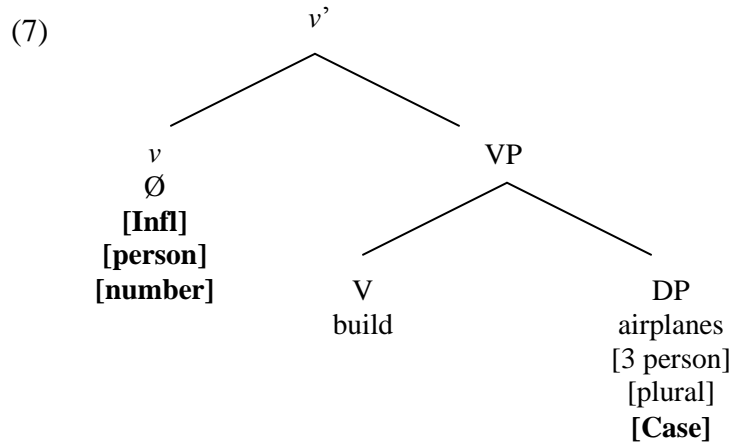 (7)
v’
v VP
Ø
[Infl]
[person]
[number]
V DP
build airplanes
[3 person]
[plural]
[Case]